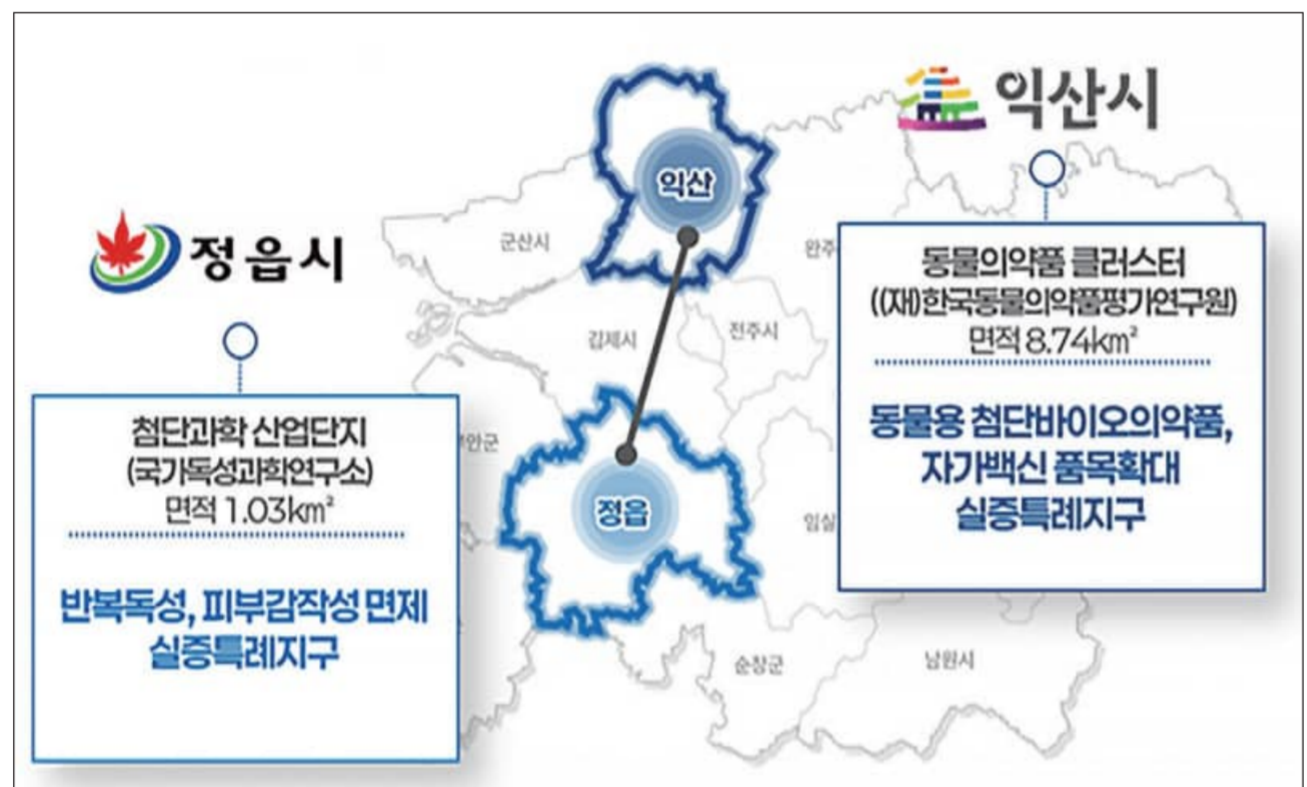 익산시
익산
정읍시
군산시
완주
동물의약품 클러스터
((재)한국동물의약품평가연구원)
면적 8.74km²
동물용 첨단바이오의약품,
자가백신 품목확대
실증특례지구
김제시
전주시
첨단과학 산업단지
(국가독성과학연구소)
면적 1.03km²
반복독성, 피부감작성 면제
실증특례지구
안군
정읍
임실
순창군
남원시